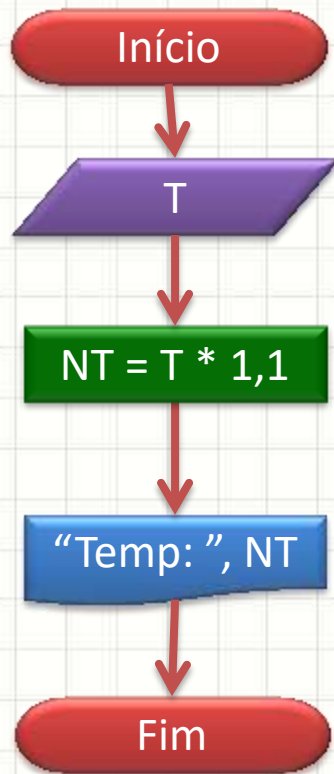 Início
T
NT = T * 1,1
“Temp: ”, NT
Fim